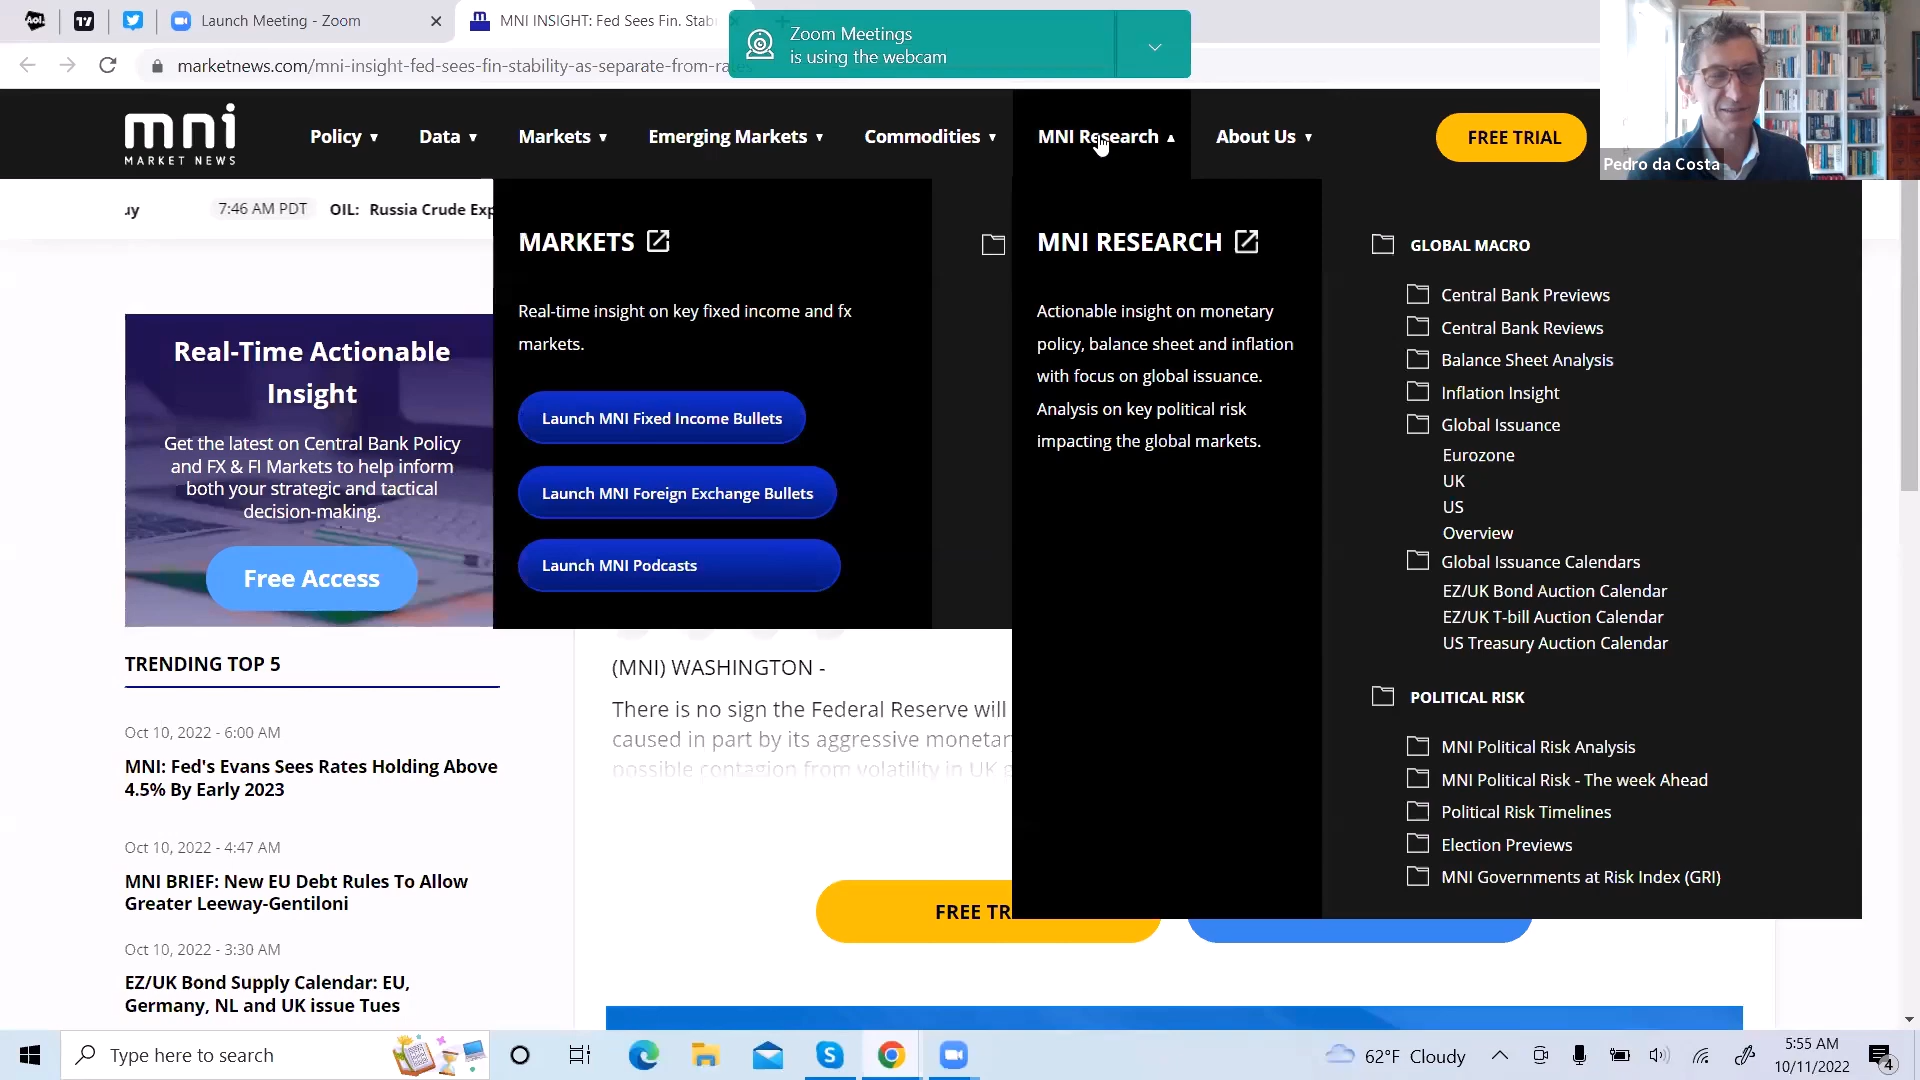 Aol.
Launch Meeting - Zoom
MNI INSIGHT: Fed Sees Fin. Stab
Zoom Meetings
is using the webcam
marketnews.com/mni-insight-fed-sees-fin-stability-as-separate-from-rate
mni
MARKET NEWS
Policy
Data
Markets
Emerging Markets
Commodities
MNI Research
About Us
FREE TRIAL
Pedro da Costa
uy
7:46 AM PDT
OIL: Russia Crude Exp
Real-Time Actionable
Insight
Get the latest on Central Bank Policy
and FX & FI Markets to help inform
both your strategic and tactical
decision-making.
Free Access
TRENDING TOP 5
Oct 10, 2022 - 6:00 AM
MNI: Fed's Evans Sees Rates Holding Above
4.5% By Early 2023
Oct 10, 2022 - 4:47 AM
MNI BRIEF: New EU Debt Rules To Allow
Greater Leeway-Gentiloni
Oct 10, 2022 - 3:30 AM
EZ/UK Bond Supply Calendar: EU,
Germany, NL and UK issue Tues
MARKETS
Real-time insight on key fixed income and fx
markets.
Launch MNI Fixed Income Bullets
Launch MNI Foreign Exchange Bullets
Launch MNI Podcasts
(MNI) WASHINGTON -
There is no sign the Federal Reserve will
caused in part by its aggressive monetary
possible contagion from volatility in UK g
FREE TR
MNI RESEARCH
Actionable insight on monetary
policy, balance sheet and inflation
with focus on global issuance.
Analysis on key political risk
impacting the global markets.
GLOBAL MACRO
Central Bank Previews
Central Bank Reviews
Balance Sheet Analysis
Inflation Insight
Global Issuance
Eurozone
UK
US
Overview
Global Issuance Calendars
EZ/UK Bond Auction Calendar
EZ/UK T-bill Auction Calendar
US Treasury Auction Calendar
POLITICAL RISK
MNI Political Risk Analysis
MNI Political Risk - The week Ahead
Political Risk Timelines
Election Previews
MNI Governments at Risk Index (GRI)
Type here to search
62°F Cloudy
5:55 AM
10/11/2022
4